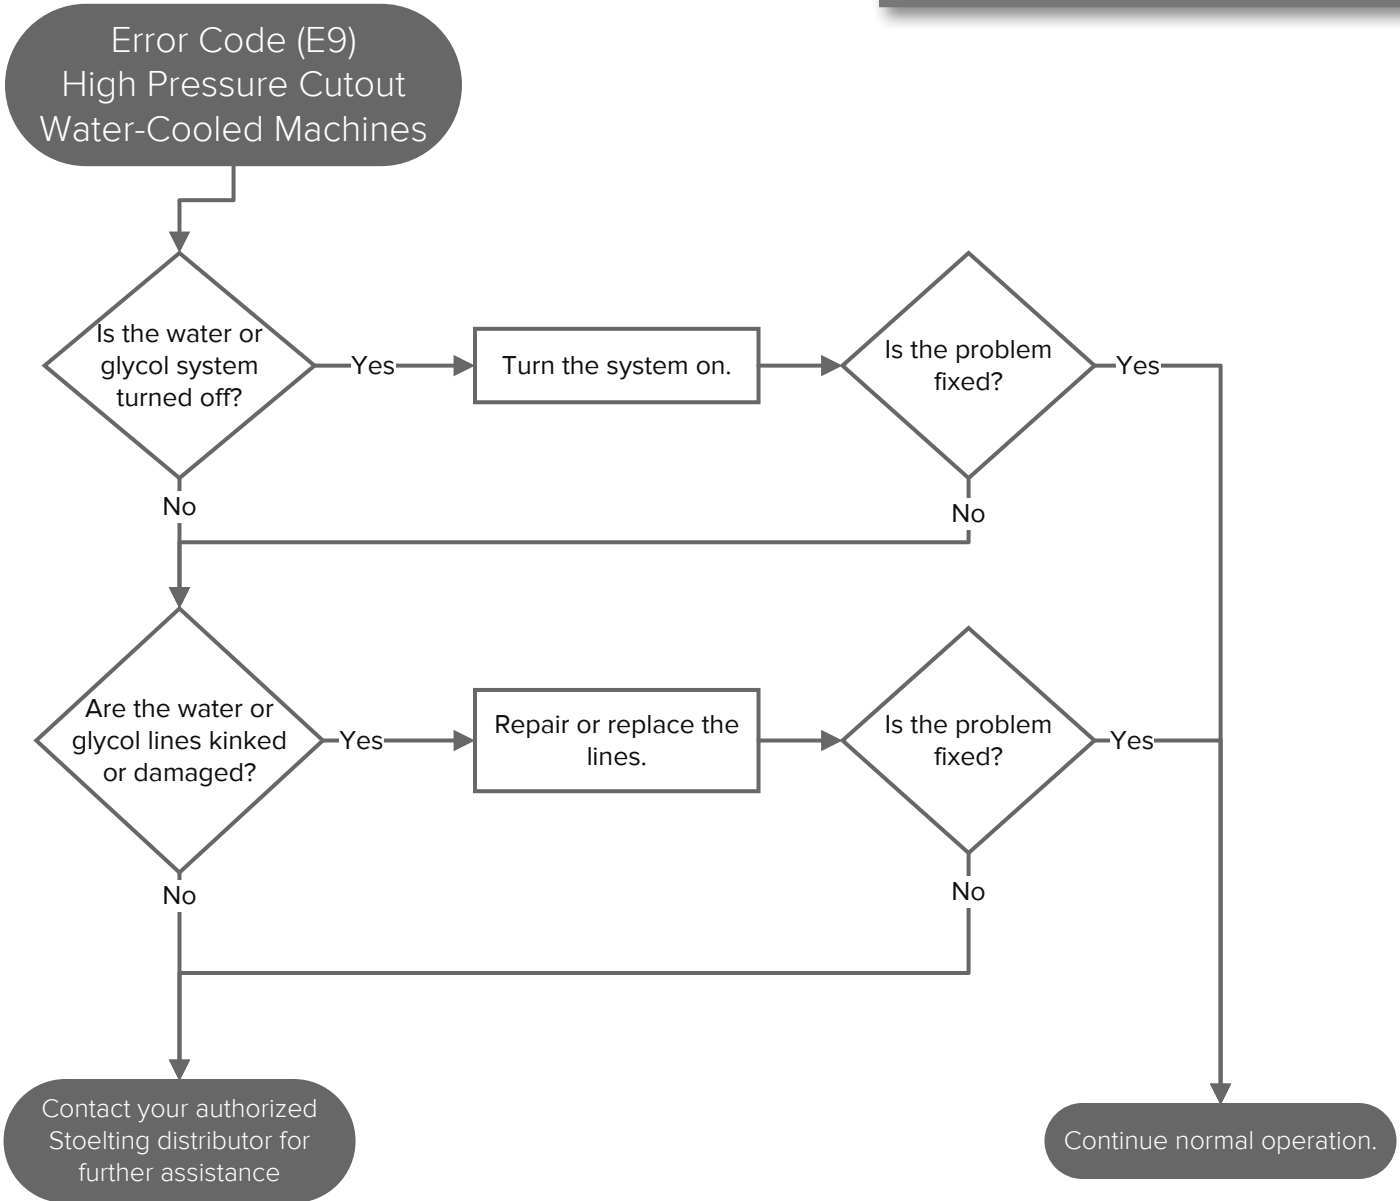 Error Code (E9)
High Pressure Cutout
Water-Cooled Machines
Is the water or
glycol system
turned off?
Yes
Turn the system on.
Is the problem
fixed?
Yes
No
No
Are the water or
glycol lines kinked
or damaged?
Yes
Repair or replace the
lines.
Is the problem
fixed?
Yes
No
No
Contact your authorized
Stoelting distributor for
further assistance
Continue normal operation.